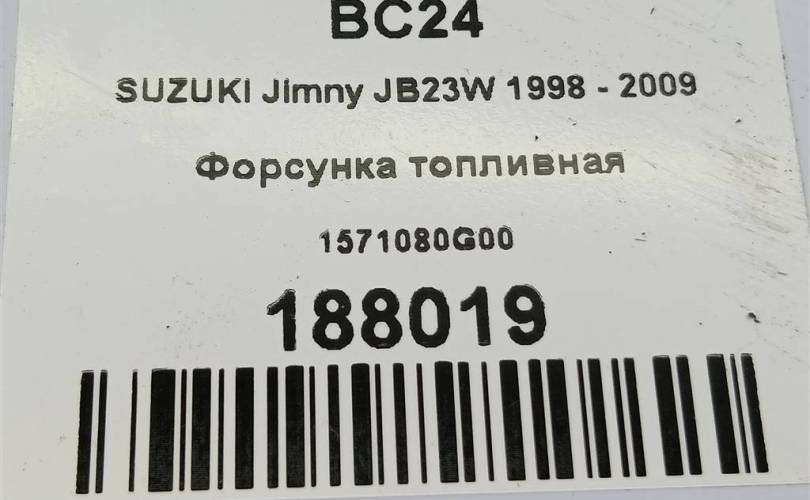 BC24
SUZUKI Jimny JB23W 1998 - 2009
Форсунка топливная
1571080G00
188019